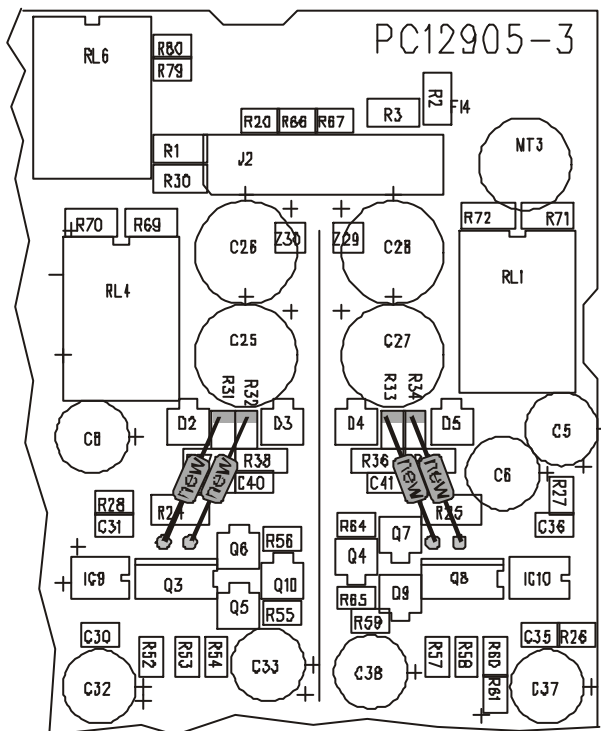 PC12905-3
RL6
R80
R79
R2
F14
R3
R20 R66 R67
R1
J2
MT3
R30
R70 R69
R72 R71
C26
Z30
Z29
C28
RL4
RL1
C25
C27
R31
R32
R33
R34
D2
D3
D4
D5
C8
C5
R38
R36
C6
C40
C41
new
new
new
new
R28
R27
C31
C36
R64
R56
Q6
Q7
Q4
IC9
Q3
Q10
D9
Q8
IC10
R65
Q5
R55
R59
C30
C35 R26
R52
R53
R54
C33
C38
R57
R58
R60
R61
C32
C37